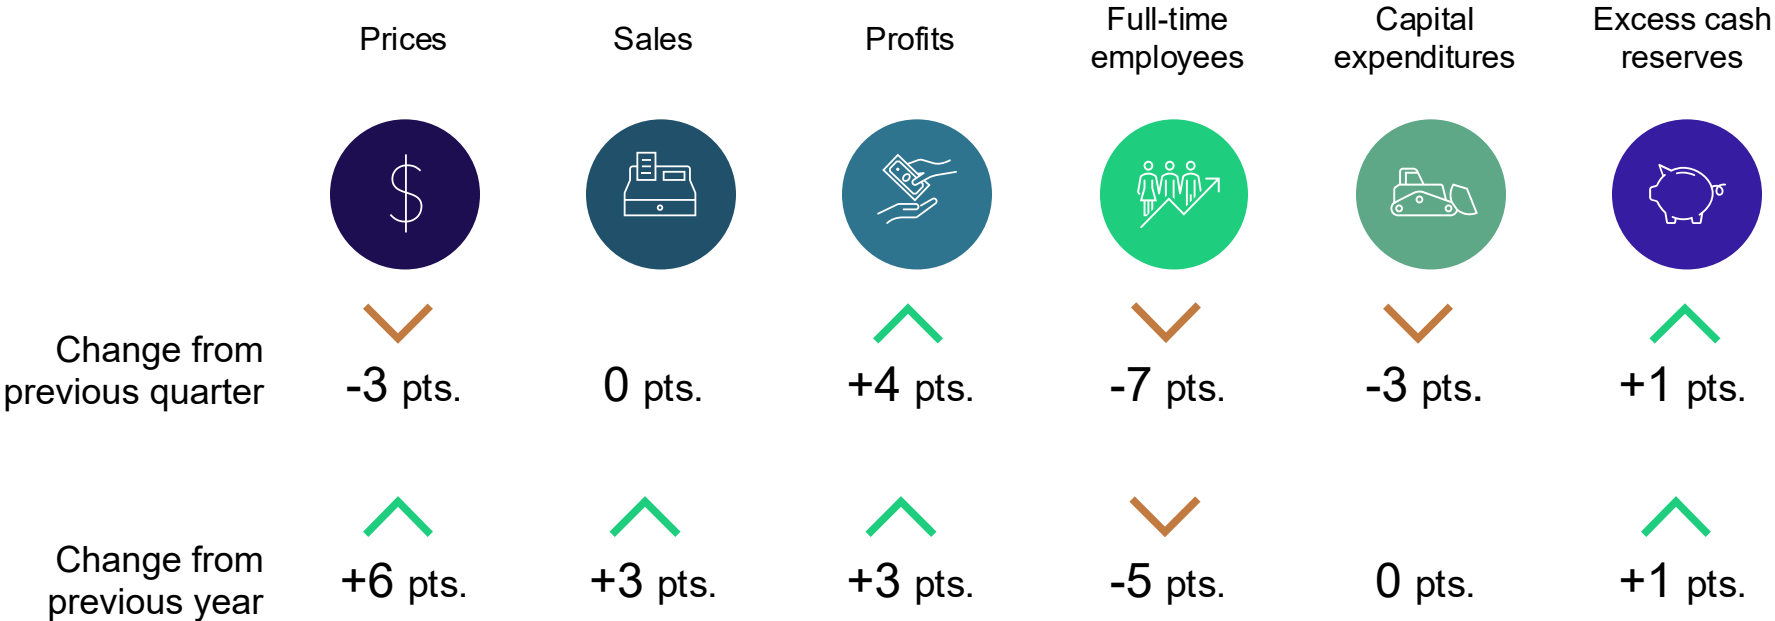 Prices
Sales
Profits
Full-time
employees
Capital
expenditures
Excess cash
reserves
Change from
previous quarter
-3 pts.
0 pts.
+4 pts.
-7 pts.
-3 pts.
+1 pts.
Change from
previous year
+6 pts.
+3 pts.
+3 pts.
-5 pts.
0 pts.
+1 pts.